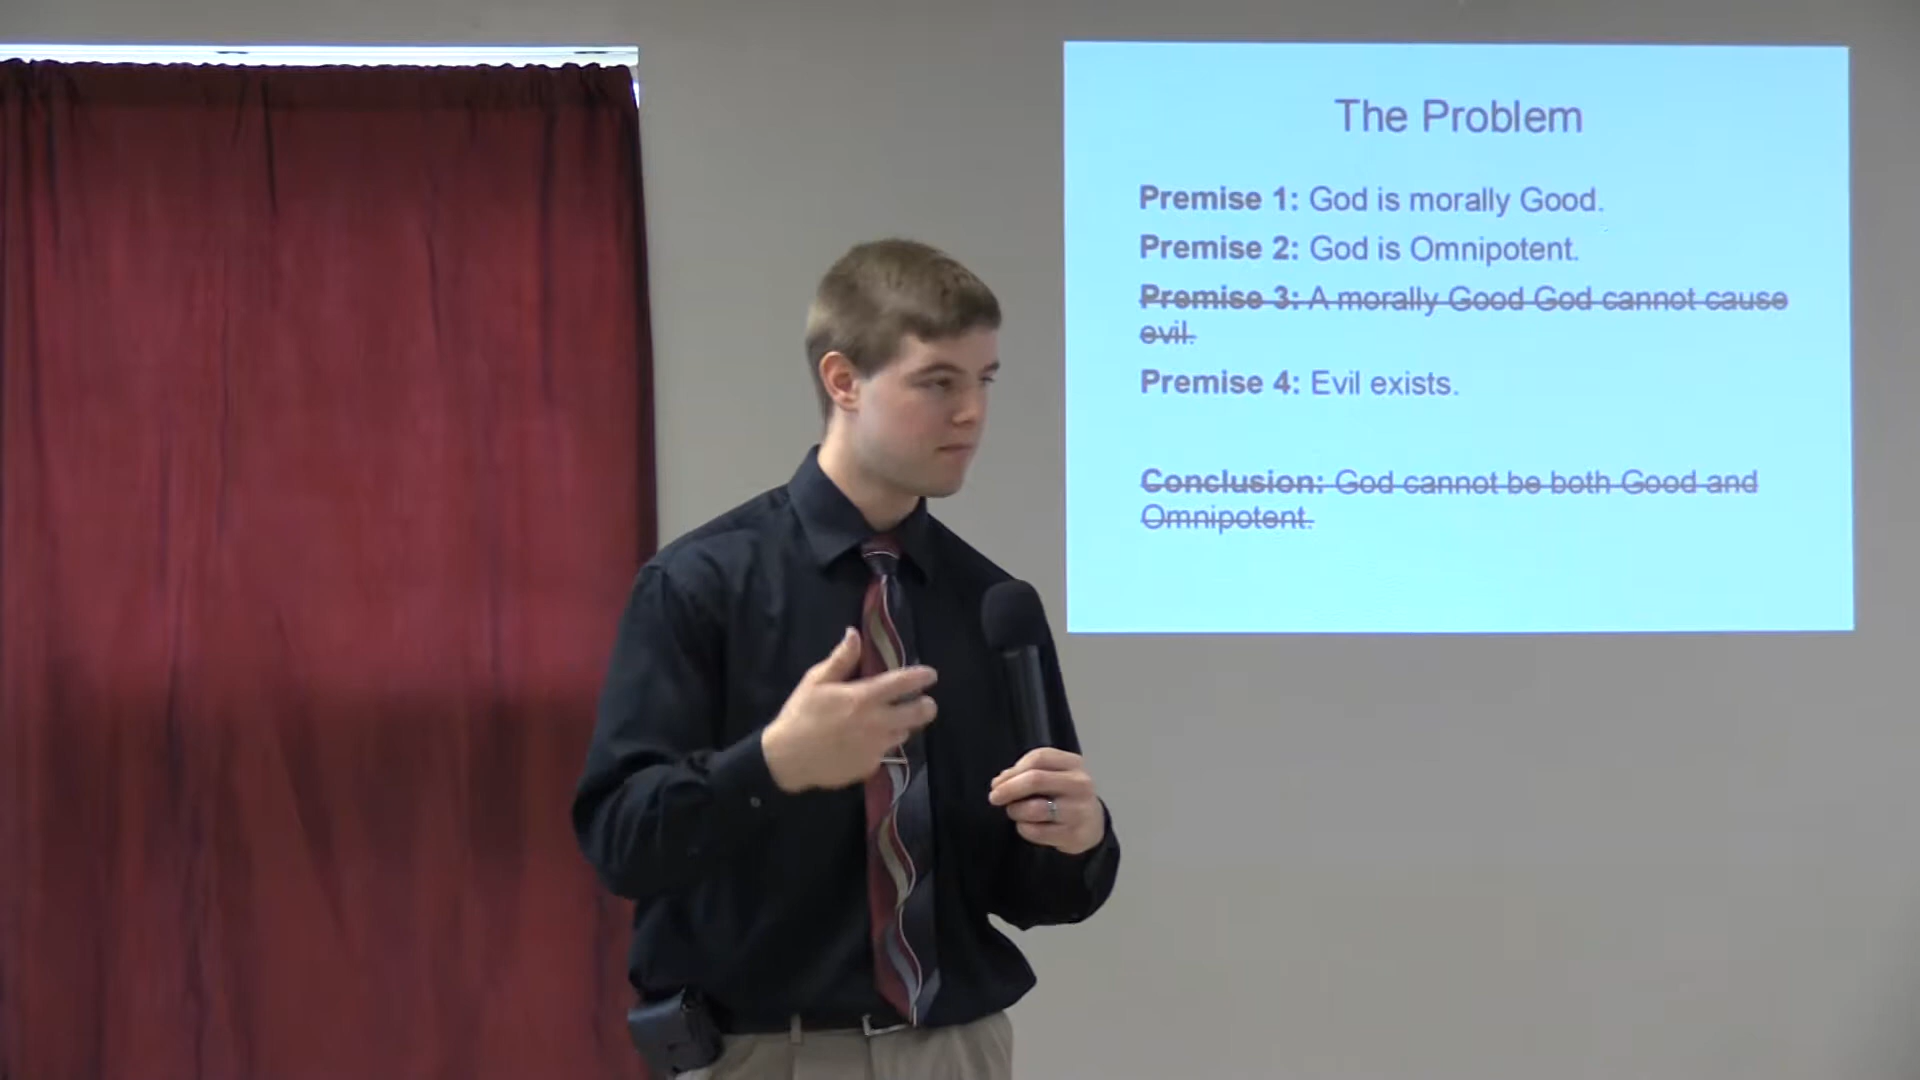 The Problem
Premise 1: God is morally Good.
Premise 2: God is Omnipotent.
Premise 3: A morally Good God cannot cause
evil.
Premise 4: Evil exists.
Conclusion: God cannot be both Good and
Omnipotent.